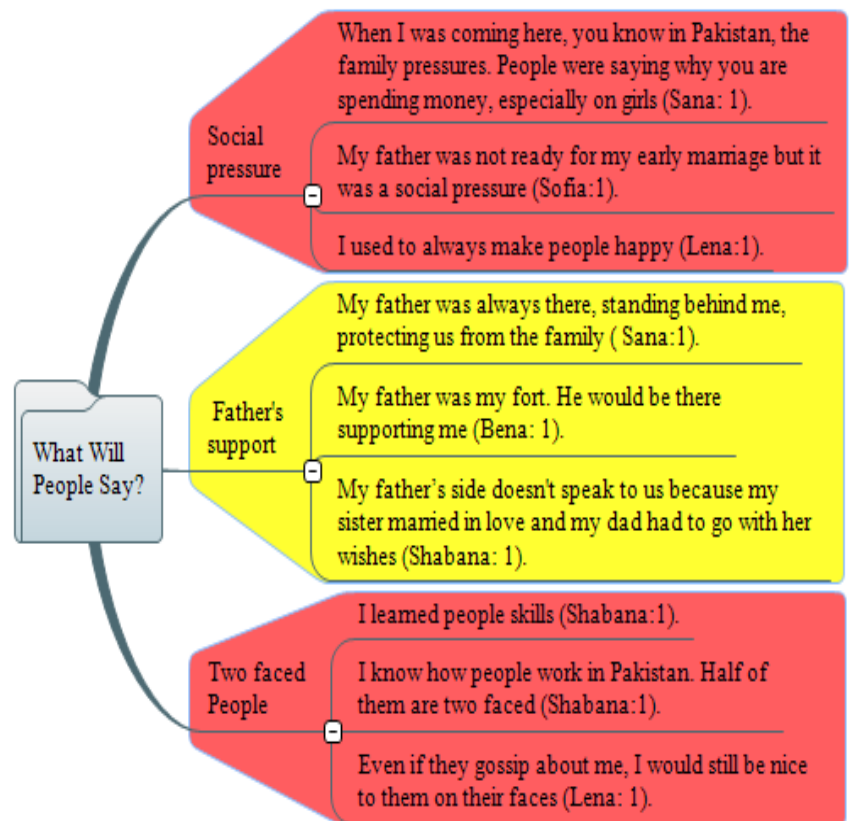 When I was coming here, you know in Pakistan, the
family pressures. People were saying why you are
spending money, especially on girls (Sana: 1).
Social
pressure
My father was not ready for my early marriage but it
was a social pressure (Sofia:1).
I used to always make people happy (Lena:1).
My father was always there, standing behind me,
protecting us from the family ( Sana:1).
Father's
support
My father was my fort. He would be there
supporting me (Bena: 1).
What Will
People Say?
My father’s side doesn't speak to us because my
sister married in love and my dad had to go with her
wishes (Shabana: 1).
I learned people skills (Shabana:1).
Two faced
People
I know how people work in Pakistan. Half of
them are two faced (Shabana:1).
Even if they gossip about me, I would still be nice
to them on their faces (Lena: 1).